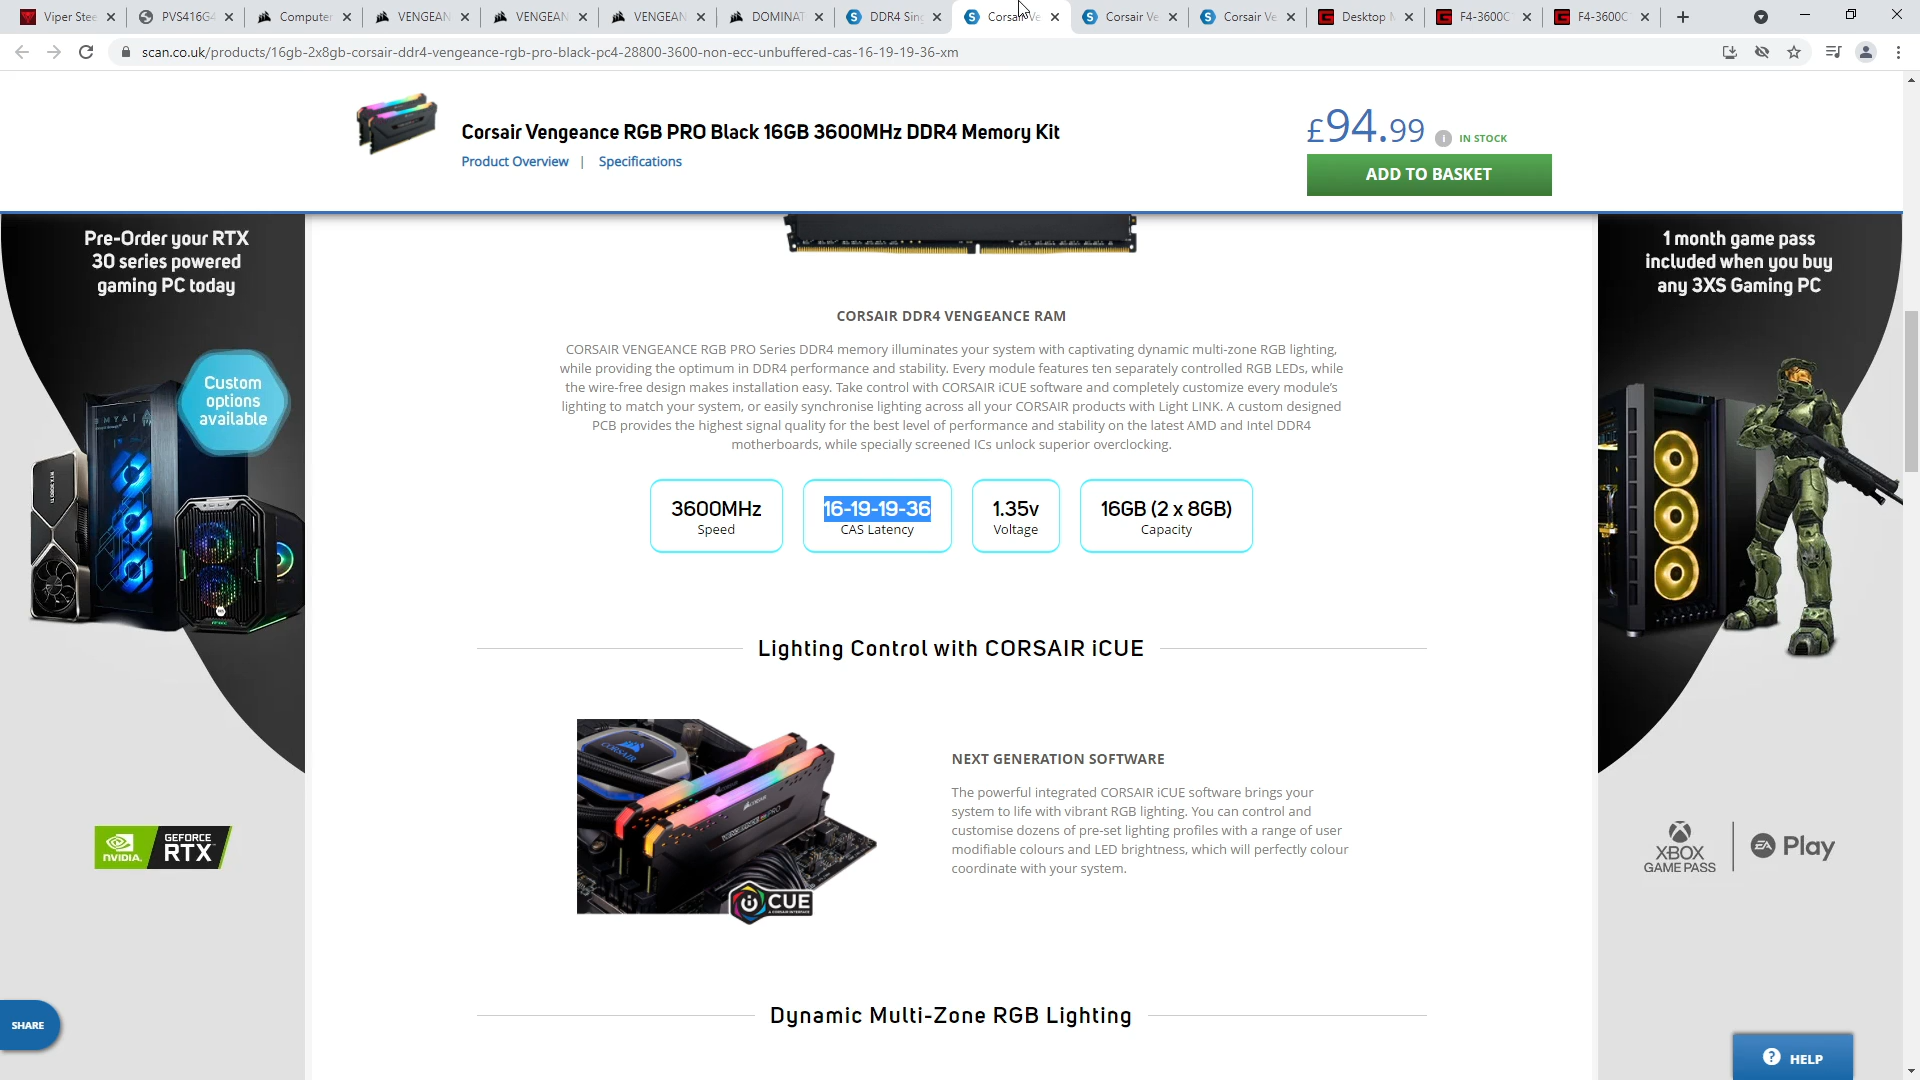 Viper Stee
PVS416G4
Computer
VENGEAN
VENGEAN
VENGEAN
DOMINAT
DDR4 Sin
Corsair Ve
Corsair Ve
Corsair Ve
Desktop
F4-3600C
F4-3600C
scan.co.uk/products/16gb-2x8gb-corsair-ddr4-vengeance-rgb-pro-black-pc4-28800-3600-non-ecc-unbuffered-cas-16-19-19-36-xm
Corsair Vengeance RGB PRO Black 16GB 3600MHz DDR4 Memory Kit
Product Overview | Specifications
£94.99 i IN STOCK
ADD TO BASKET
Pre-Order your RTX
30 series powered
gaming PC today
Custom
options
available
NVIDIA. GEFORCE
RTX
1 month game pass
included when you buy
any 3XS Gaming PC
XBOX
GAME PASS
EA Play
CORSAIR DDR4 VENGEANCE RAM
CORSAIR VENGEANCE RGB PRO Series DDR4 memory illuminates your system with captivating dynamic multi-zone RGB lighting,
while providing the optimum in DDR4 performance and stability. Every module features ten separately controlled RGB LEDs, while
the wire-free design makes installation easy. Take control with CORSAIR iCUE software and completely customize every module's
lighting to match your system, or easily synchronise lighting across all your CORSAIR products with Light LINK. A custom designed
PCB provides the highest signal quality for the best level of performance and stability on the latest AMD and Intel DDR4
motherboards, while specially screened ICs unlock superior overclocking.
3600MHz
Speed
16-19-19-36
CAS Latency
1.35v
Voltage
16GB (2 x 8GB)
Capacity
Lighting Control with CORSAIR iCUE
CORSAIR
CORSAIR
VENGEANCE RGB PRO
iCUE
NEXT GENERATION SOFTWARE
The powerful integrated CORSAIR iCUE software brings your
system to life with vibrant RGB lighting. You can control and
customise dozens of pre-set lighting profiles with a range of user
modifiable colours and LED brightness, which will perfectly colour
coordinate with your system.
Dynamic Multi-Zone RGB Lighting
SHARE
? HELP